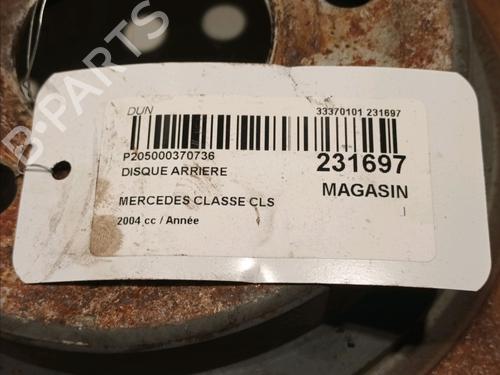 DUN
33370101 231697
P205000370736
231697
DISQUE ARRIERE
MAGASIN
MERCEDES CLASSE CLS
2004 cc / Année
B-PARTS